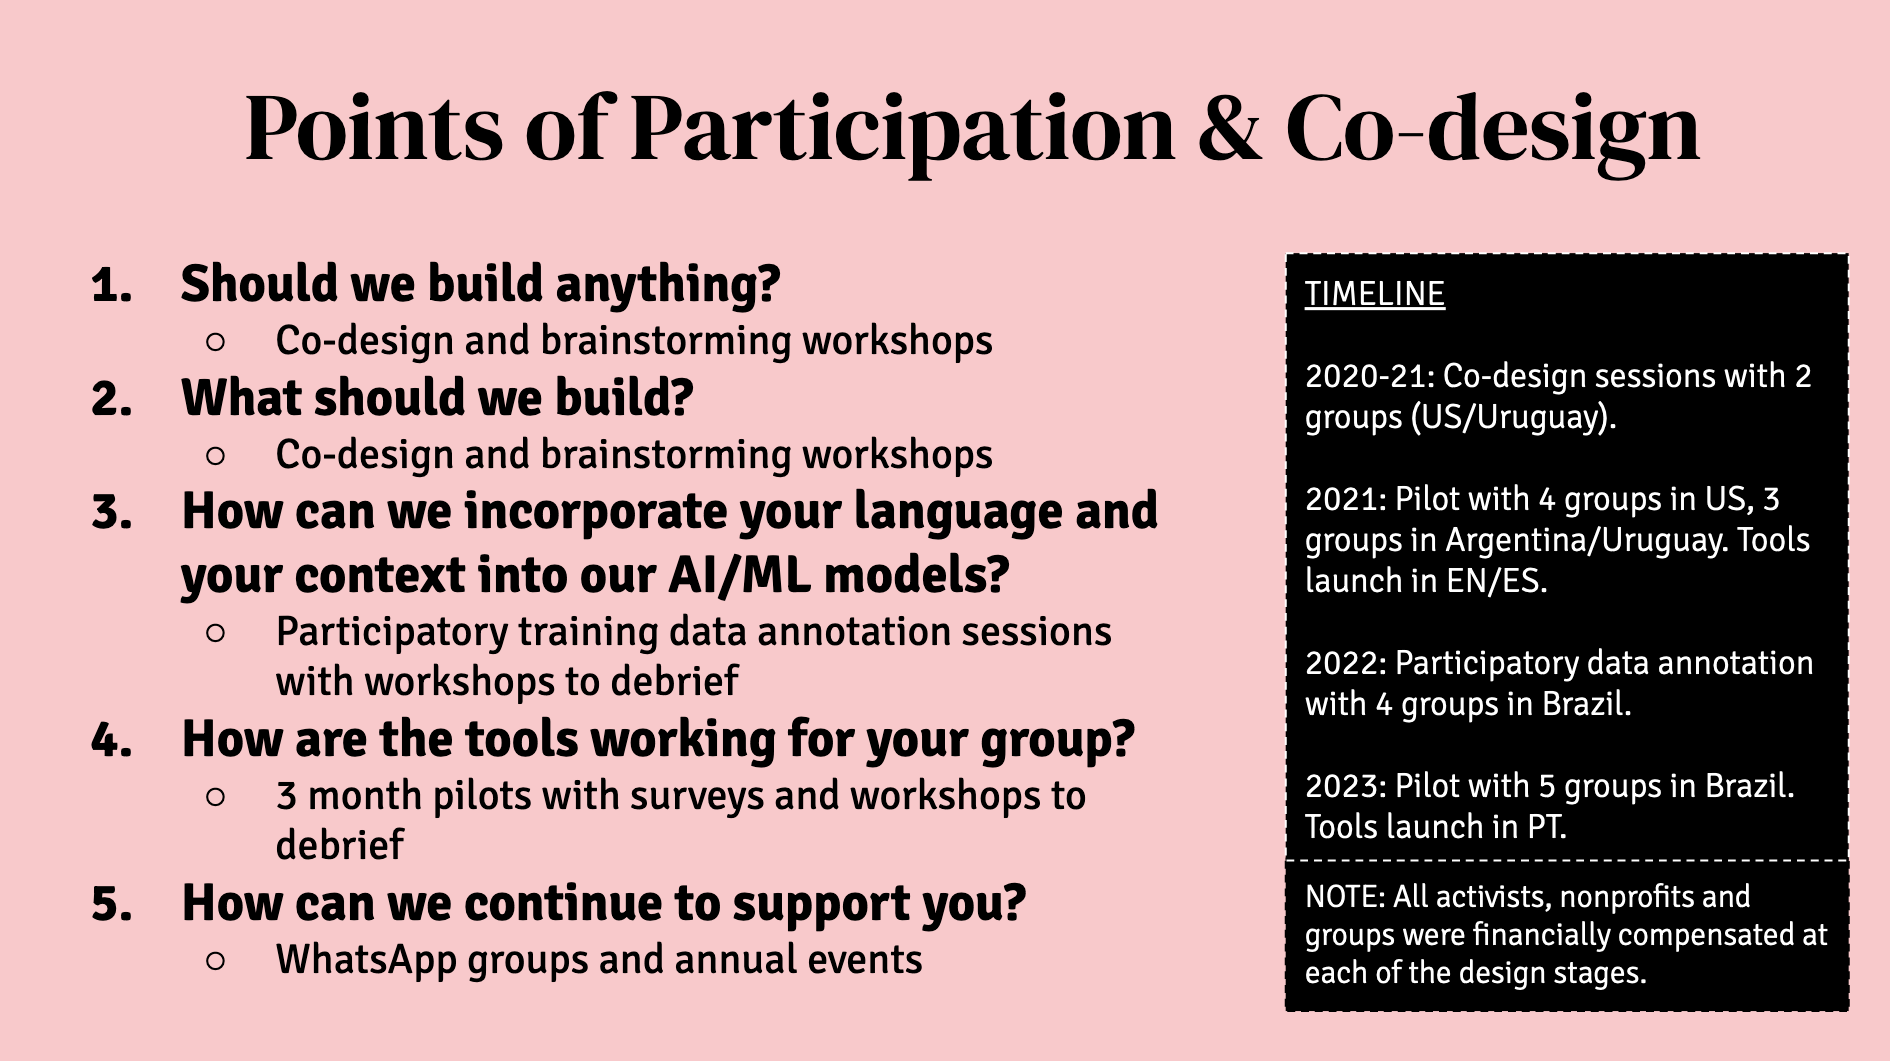 Points of Participation & Co-design
1. Should we build anything?
○ Co-design and brainstorming workshops
2. What should we build?
○ Co-design and brainstorming workshops
3. How can we incorporate your language and
your context into our AI/ML models?
○ Participatory training data annotation sessions
with workshops to debrief
4. How are the tools working for your group?
○ 3 month pilots with surveys and workshops to
debrief
5. How can we continue to support you?
○ WhatsApp groups and annual events
TIMELINE
2020-21: Co-design sessions with 2
groups (US/Uruguay).
2021: Pilot with 4 groups in US, 3
groups in Argentina/Uruguay. Tools
launch in EN/ES.
2022: Participatory data annotation
with 4 groups in Brazil.
2023: Pilot with 5 groups in Brazil.
Tools launch in PT.
NOTE: All activists, nonprofits and
groups were financially compensated at
each of the design stages.